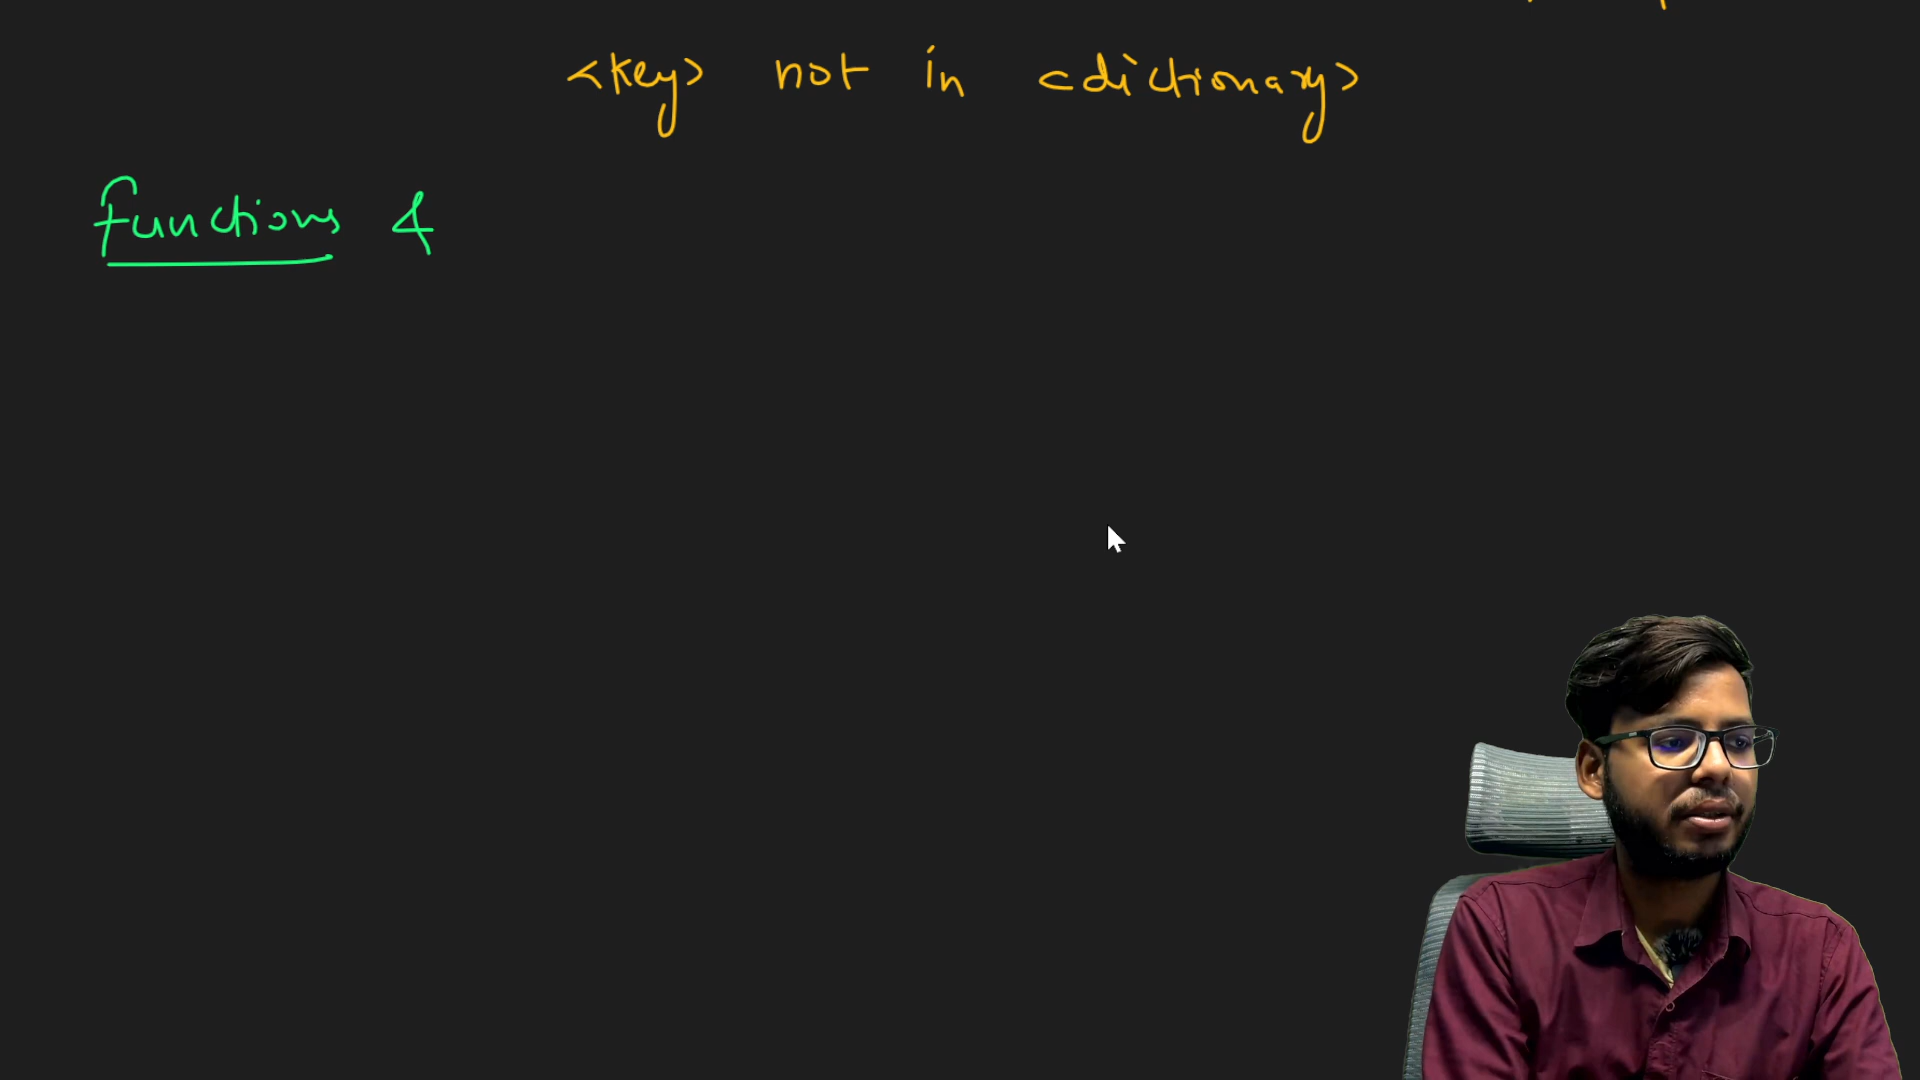 <key> not in <dictionary>
functions &